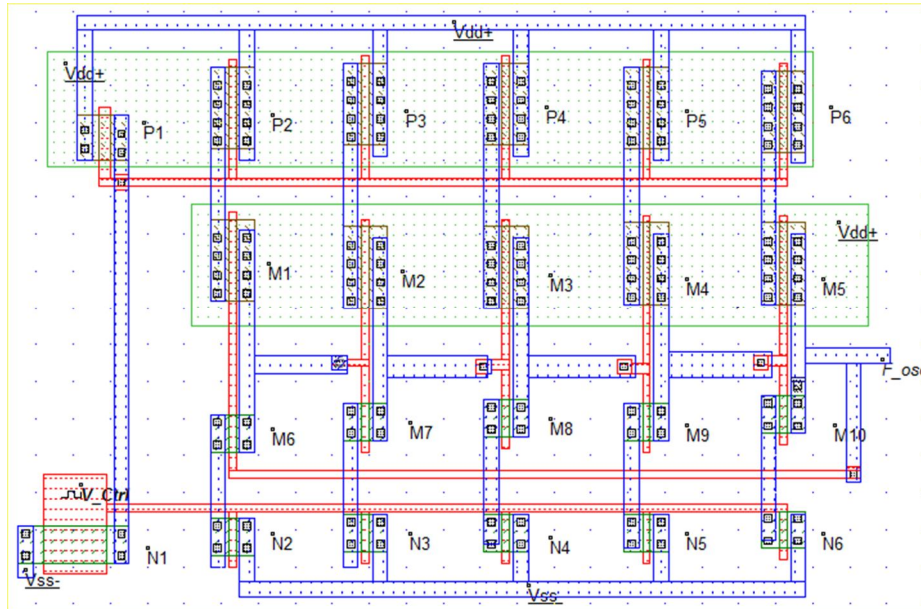 Vdd+
Vdd+
P1
P2
P3
P4
P5
P6
Vdd+
M1
M2
M3
M4
M5
F_osc
M6
M7
M8
M9
M10
V_Ctrl
N1
N2
N3
N4
N5
N6
Vss-
Vss-